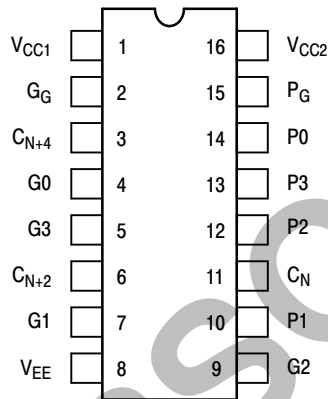 VCC1 1 16 VCC2
GG 2 15 PG
CN+4 3 14 P0
G0 4 13 P3
G3 5 12 P2
CN+2 6 11 CN
G1 7 10 P1
VEE 8 9 G2